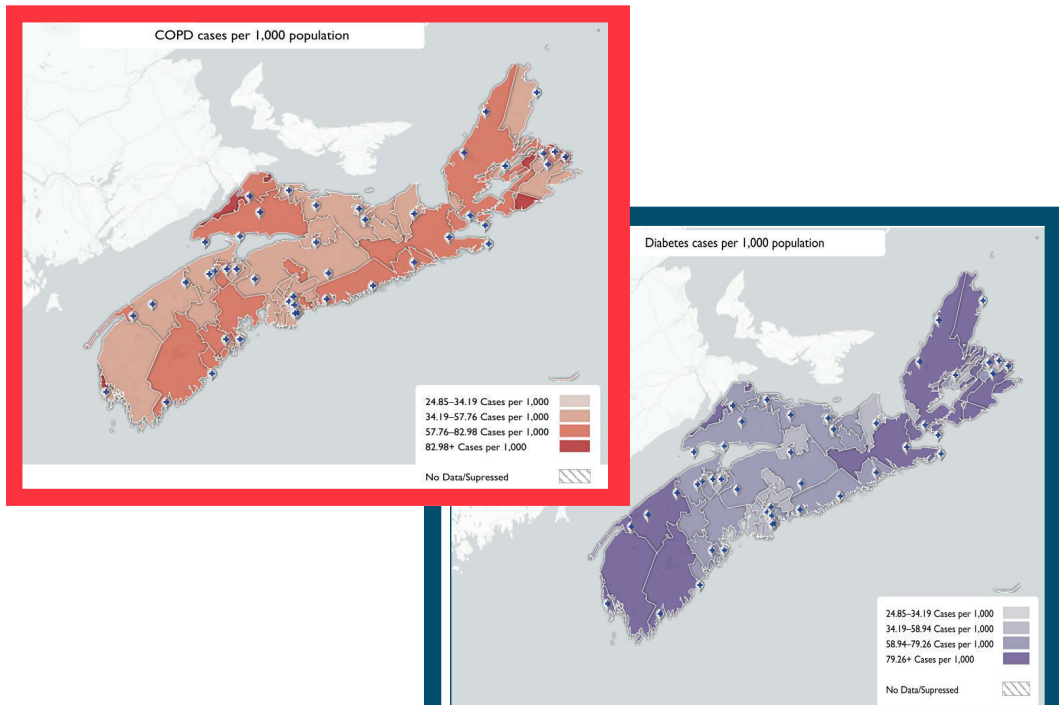 COPD cases per 1,000 population
24.85–34.19 Cases per 1,000
34.19–57.76 Cases per 1,000
57.76–82.98 Cases per 1,000
82.98+ Cases per 1,000
No Data/Supressed
Diabetes cases per 1,000 population
24.85–34.19 Cases per 1,000
34.19–58.94 Cases per 1,000
58.94–79.26 Cases per 1,000
79.26+ Cases per 1,000
No Data/Supressed